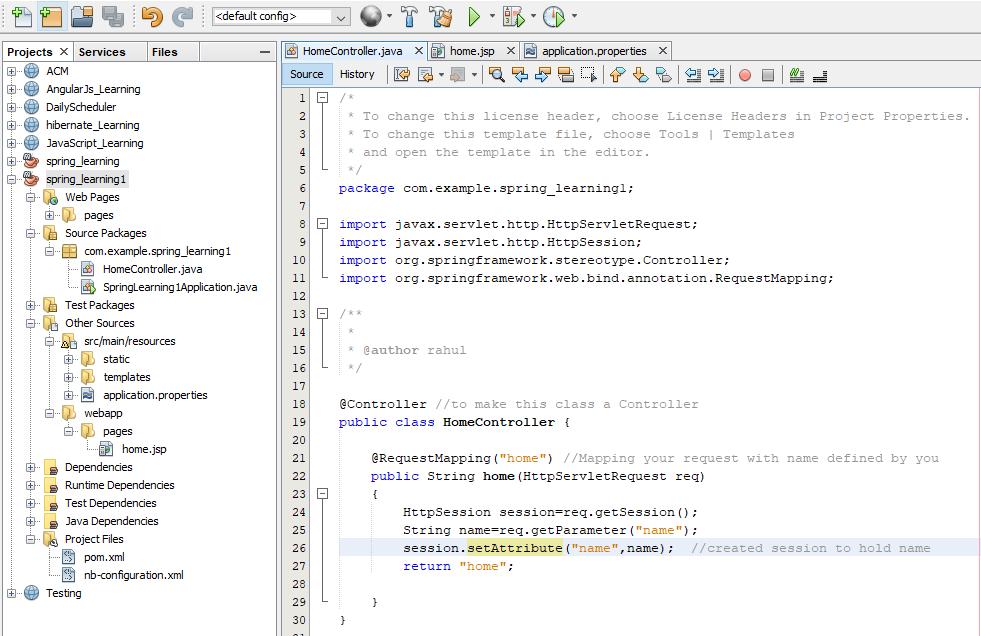 <default config>
Projects Services Files
ACM
AngularJs_Learning
DailyScheduler
hibernate_Learning
JavaScript_Learning
spring_learning
spring_learning1
Web Pages
pages
Source Packages
com.example.spring_learning1
HomeController.java
SpringLearning1Application.java
Test Packages
Other Sources
src/main/resources
static
templates
application.properties
webapp
pages
home.jsp
Dependencies
Runtime Dependencies
Test Dependencies
Java Dependencies
Project Files
pom.xml
nb-configuration.xml
Testing
HomeController.java home.jsp application.properties
Source History
1 /*
2 * To change this license header, choose License Headers in Project Properties.
3 * To change this template file, choose Tools | Templates
4 * and open the template in the editor.
5 */
6 package com.example.spring_learning1;
7
8 import javax.servlet.http.HttpServletRequest;
9 import javax.servlet.http.HttpSession;
10 import org.springframework.stereotype.Controller;
11 import org.springframework.web.bind.annotation.RequestMapping;
12
13 /**
14 *
15 * @author rahul
16 */
17
18 @Controller //to make this class a Controller
19 public class HomeController {
20
21 @RequestMapping("home") //Mapping your request with name defined by you
22 public String home(HttpServletRequest req)
23 {
24 HttpSession session=req.getSession();
25 String name=req.getParameter("name");
26 session.setAttribute("name",name); //created session to hold name
27 return "home";
28
29 }
30 }